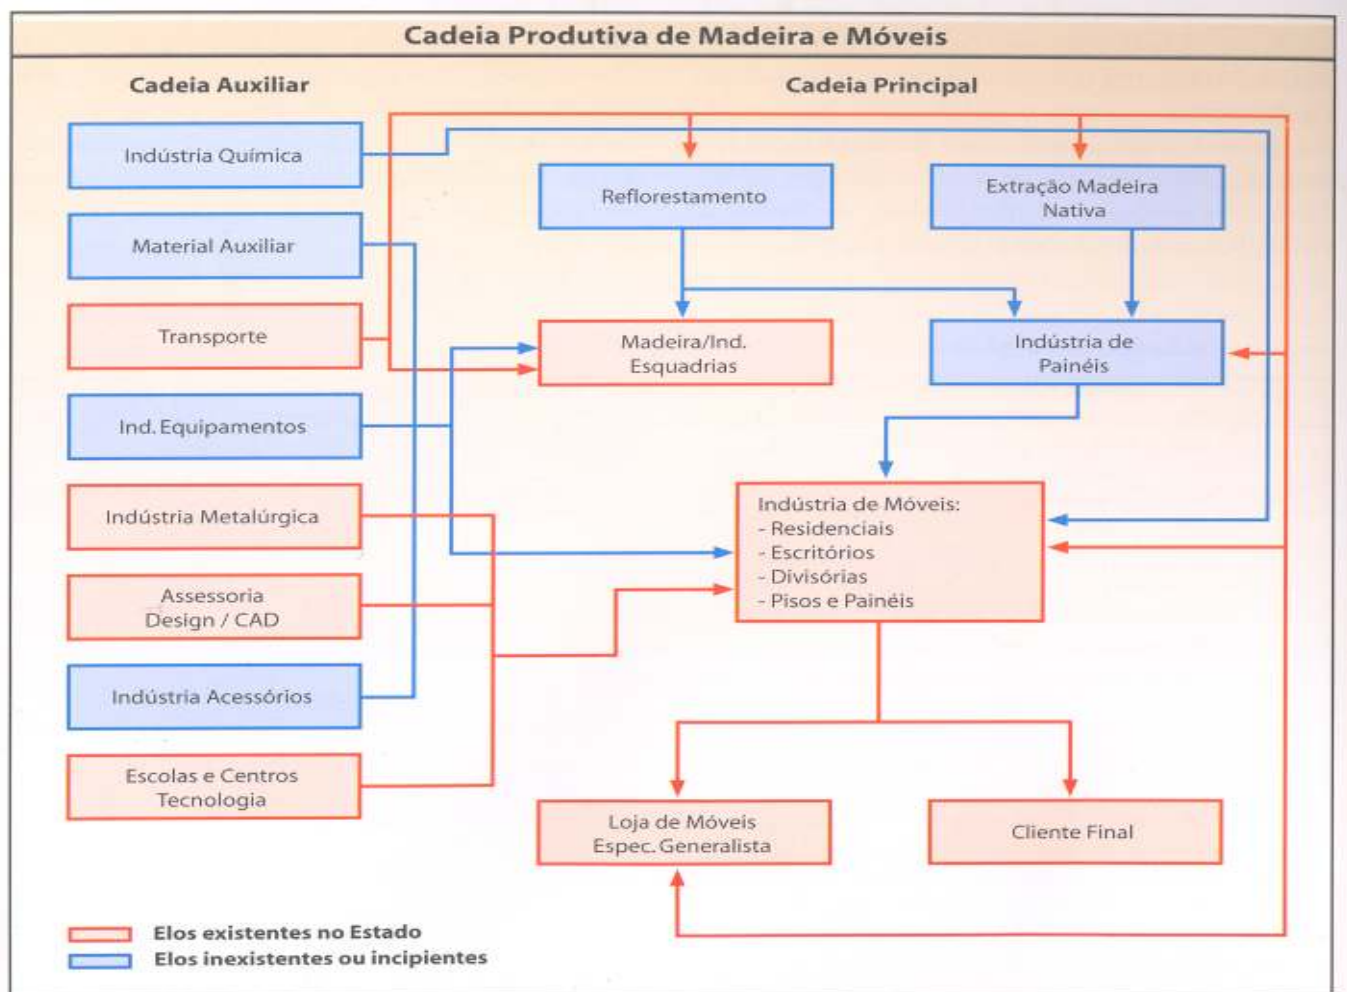 Cadeia Produtiva de Madeira e Móveis
Cadeia Auxiliar
Indústria Química
Material Auxiliar
Transporte
Ind. Equipamentos
Indústria Metalúrgica
Assessoria
Design / CAD
Indústria Acessórios
Escolas e Centros
Tecnologia
Cadeia Principal
Reflorestamento
Extração Madeira
Nativa
Madeira/Ind.
Esquadrias
Indústria de
Painéis
Indústria de Móveis:
- Residenciais
- Escritórios
- Divisórias
- Pisos e Painéis
Loja de Móveis
Espec. Generalista
Cliente Final
Elos existentes no Estado
Elos inexistentes ou incipientes